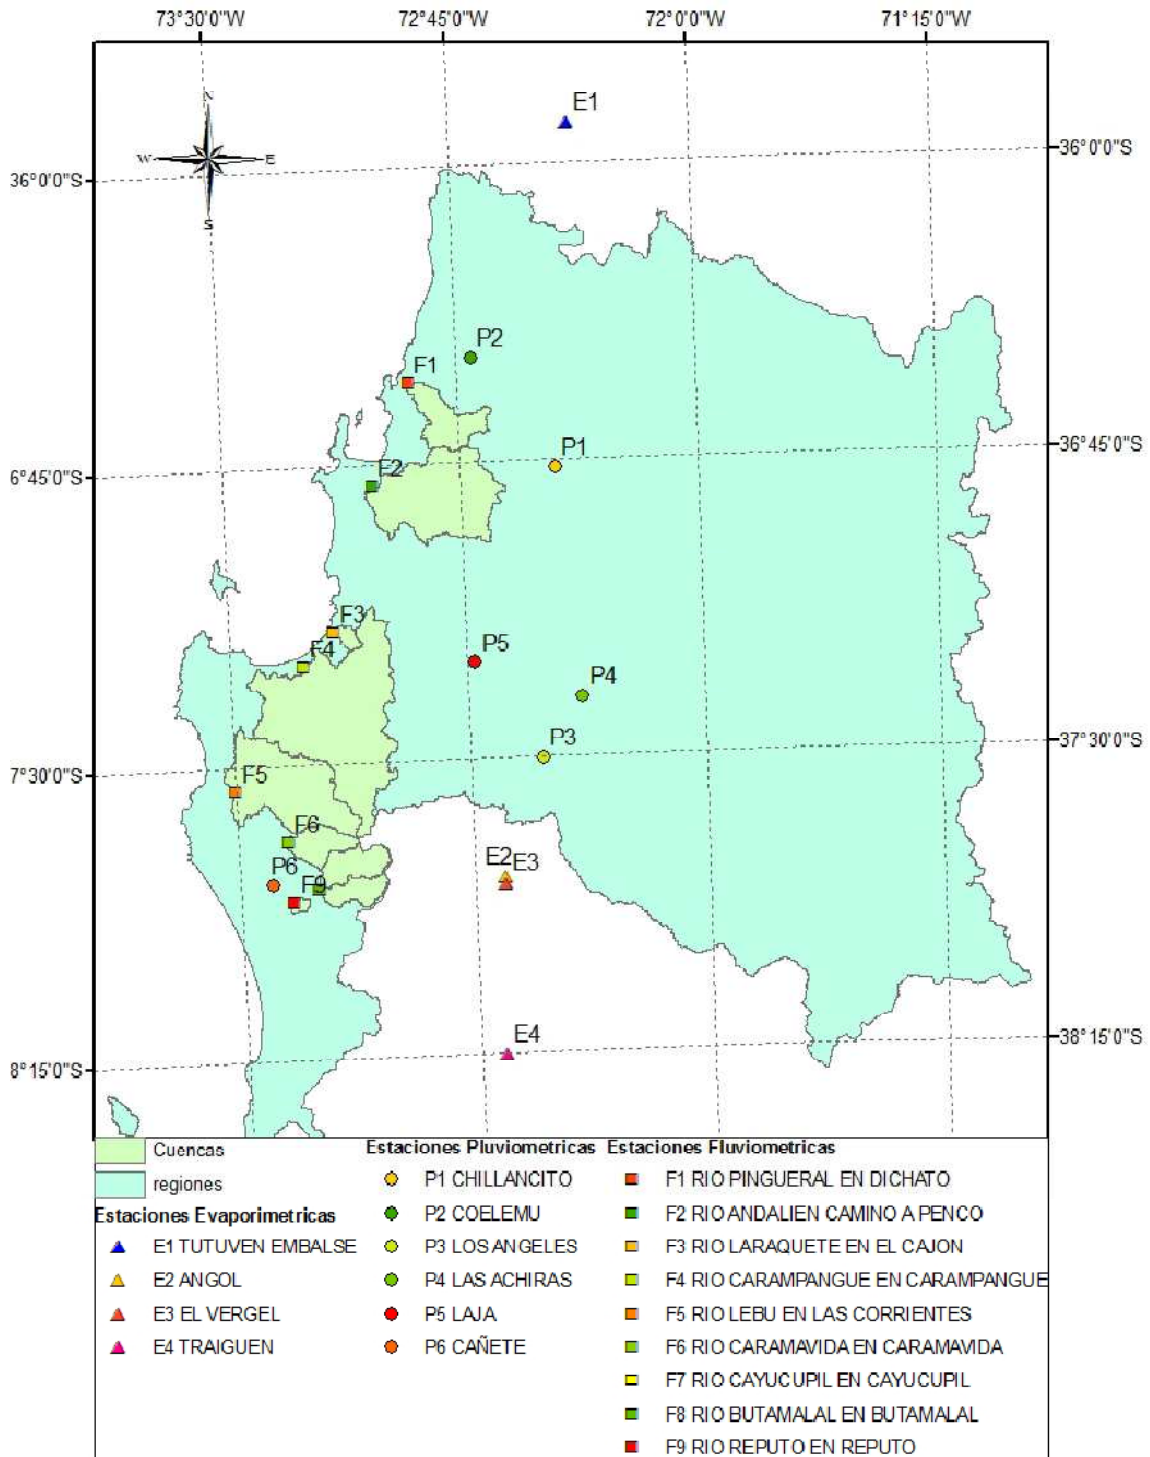 73°30'0"W 72°45'0"W 72°0'0"W 71°15'0"W
N
W E
S
E1
36°0'0"S
36°0'0"S
P2
F1
P1
36°45'0"S
F2
6°45'0"S
F3
F4
P5
P4
P3
37°30'0"S
7°30'0"S
F5
F6
E2 E3
P6
F9
E4
38°15'0"S
8°15'0"S
Cuencas
regiones
Estaciones Evaporimetricas
E1 TUTUVEN EMBALSE
E2 ANGOL
E3 EL VERGEL
E4 TRAIGUEN
Estaciones Pluviometricas
P1 CHILLANCITO
P2 COELEMU
P3 LOS ANGELES
P4 LAS ACHIRAS
P5 LAJA
P6 CAÑETE
Estaciones Fluviometricas
F1 RIO PINGUERAL EN DICHATO
F2 RIO ANDALIEN CAMINO A PENCO
F3 RIO LARAQUETE EN EL CAJON
F4 RIO CARAMPANGUE EN CARAMPANGUE
F5 RIO LEBU EN LAS CORRIENTES
F6 RIO CARAMAVIDA EN CARAMAVIDA
F7 RIO CAYUCUPIL EN CAYUCUPIL
F8 RIO BUTAMALAL EN BUTAMALAL
F9 RIO REPUTO EN REPUTO